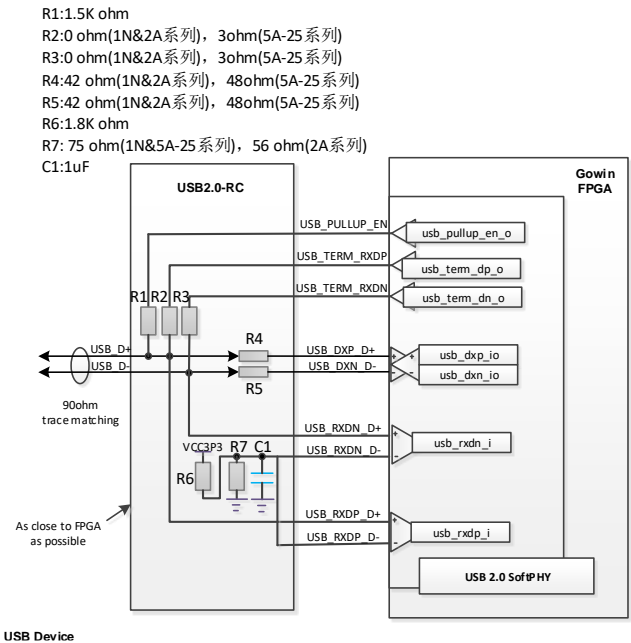 R1:1.5K ohm
R2:0 ohm(1N&2A系列)，3ohm(5A-25系列)
R3:0 ohm(1N&2A系列)，3ohm(5A-25系列)
R4:42 ohm(1N&2A系列)，48ohm(5A-25系列)
R5:42 ohm(1N&2A系列)，48ohm(5A-25系列)
R6:1.8K ohm
R7: 75 ohm(1N&5A-25系列)，56 ohm(2A系列)
C1:1uF
USB2.0-RC
Gowin
FPGA
USB_PULLUP_EN
usb_pullup_en_o
USB_TERM_RXDP
usb_term_dp_o
USB_TERM_RXDN
usb_term_dn_o
R1 R2 R3
R4
USB_D+
USB_DXP_D+
usb_dxp_io
USB_D-
USB_DXN_D-
usb_dxn_io
R5
90ohm
trace matching
USB_RXDN_D+
usb_rxdn_i
VCC3P3 R7 C1
USB_RXDN_D-
R6
As close to FPGA
as possible
USB_RXDP_D+
usb_rxdp_i
USB_RXDP_D-
USB 2.0 SoftPHY
USB Device